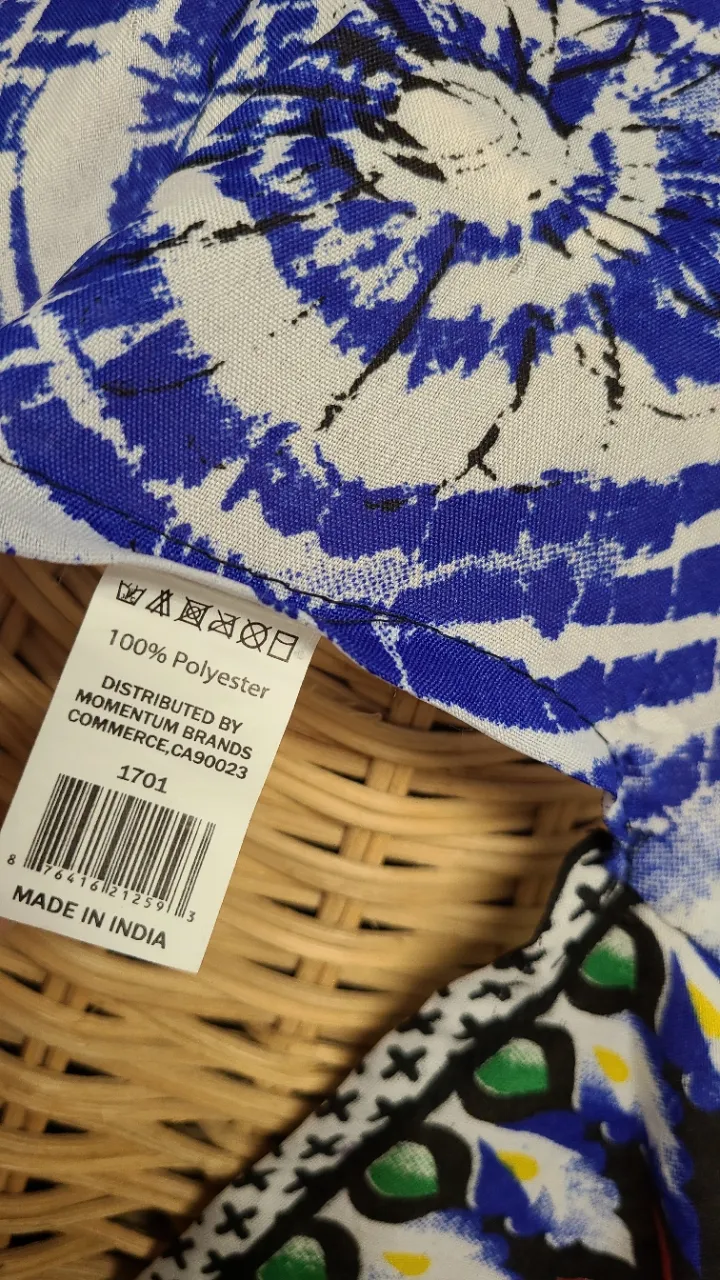 100% Polyester
DISTRIBUTED BY
MOMENTUM BRANDS
COMMERCE,CA90023
1701
8 76416 21259 3
MADE IN INDIA